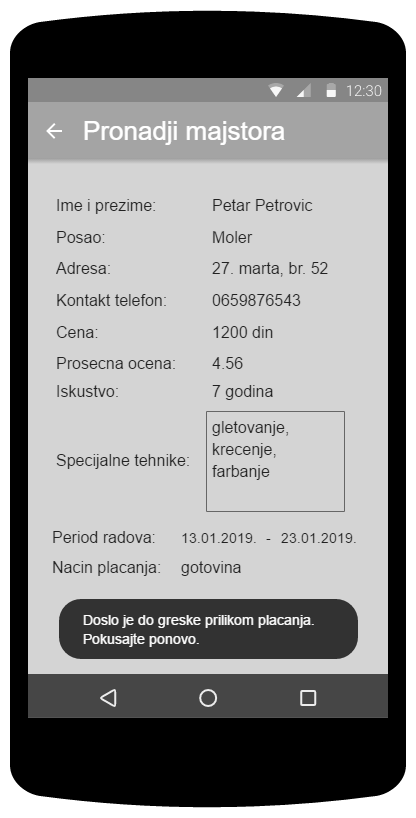 12:30
Pronadji majstora
Ime i prezime: Petar Petrovic
Posao: Moler
Adresa: 27. marta, br. 52
Kontakt telefon: 0659876543
Cena: 1200 din
Prosecna ocena: 4.56
Iskustvo: 7 godina
gletovanje,
krecenje,
Specijalne tehnike: farbanje
Period radova: 13.01.2019. - 23.01.2019.
Nacin placanja: gotovina
Doslo je do greske prilikom placanja.
Pokusajte ponovo.